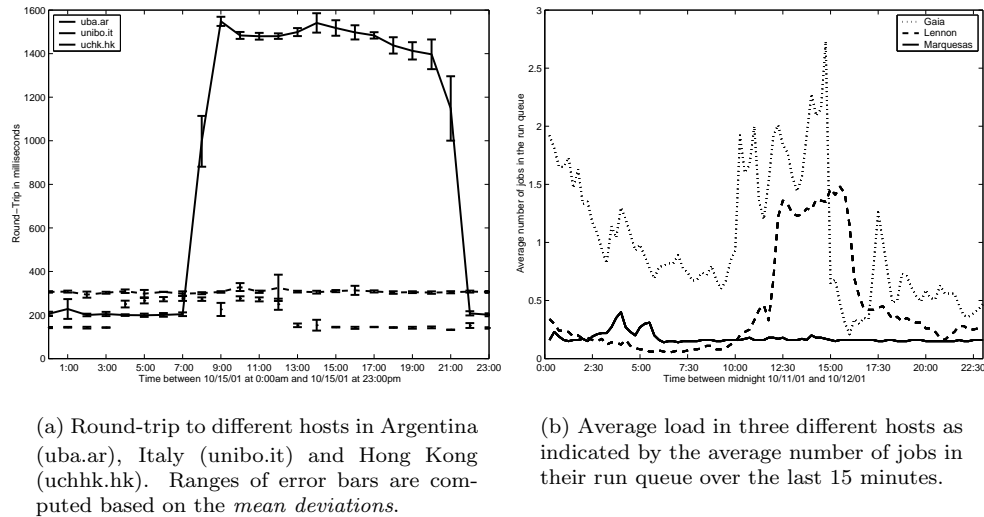 uba.ar
unibo.it
uchk.hk
Round-Trip in milliseconds
1600
1400
1200
1000
800
600
400
200
0
1:00 3:00 5:00 7:00 9:00 11:00 13:00 15:00 17:00 19:00 21:00 23:00
Time between 10/15/01 at 0:00am and 10/15/01 at 23:00pm
(a) Round-trip to different hosts in Argentina
(uba.ar), Italy (unibo.it) and Hong Kong
(uchhk.hk). Ranges of error bars are com-
puted based on the mean deviations.
Gaia
Lennon
Marquesas
Average number of jobs in the run queue
3
2.5
2
1.5
1
0.5
0
0:00 2:30 5:00 7:30 10:00 12:30 15:00 17:30 20:00 22:30
Time between midnight 10/11/01 and 10/12/01
(b) Average load in three different hosts as
indicated by the average number of jobs in
their run queue over the last 15 minutes.